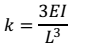 k = 3EI / L³